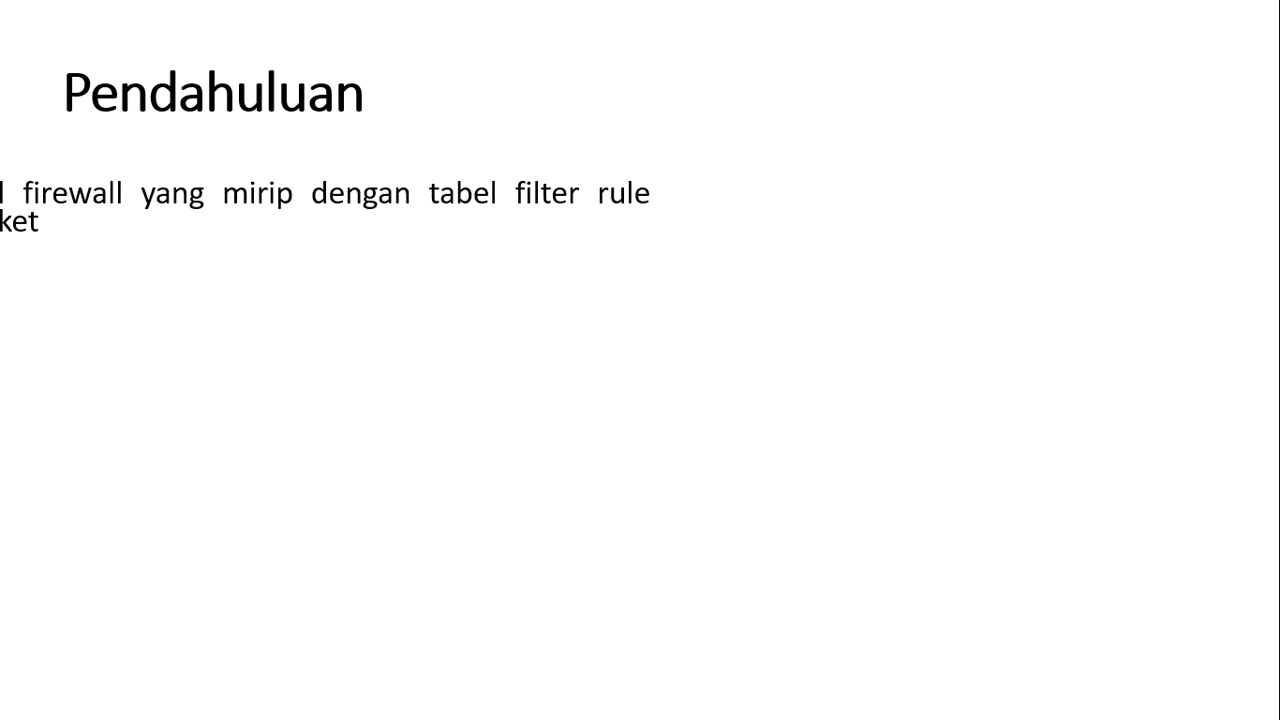 Pendahuluan
firewall yang mirip dengan tabel filter rule
ket